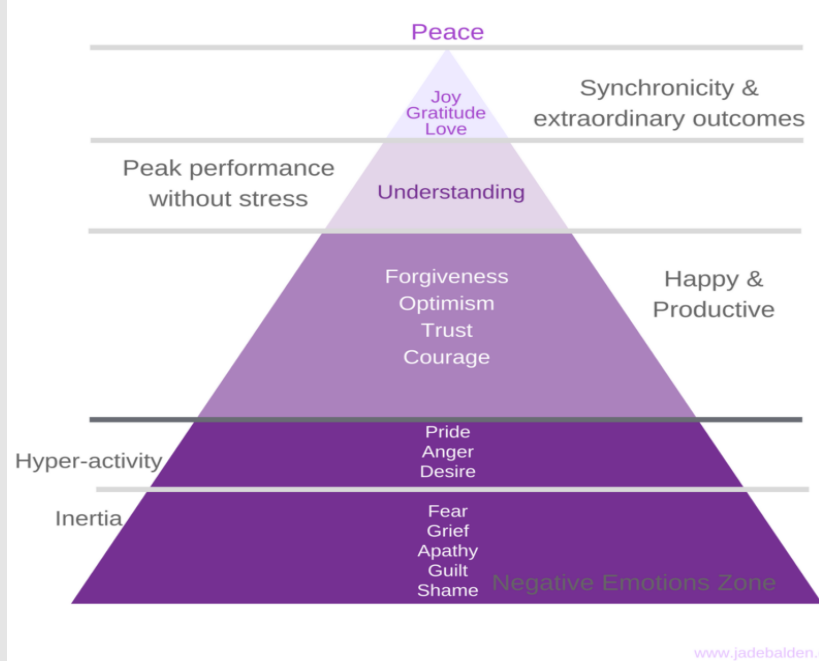 Peace
Joy
Gratitude
Love
Synchronicity &
extraordinary outcomes
Peak performance
without stress
Understanding
Forgiveness
Optimism
Trust
Courage
Happy &
Productive
Hyper-activity
Pride
Anger
Desire
Inertia
Fear
Grief
Apathy
Guilt
Shame
Negative Emotions Zone
www.jadebalden.